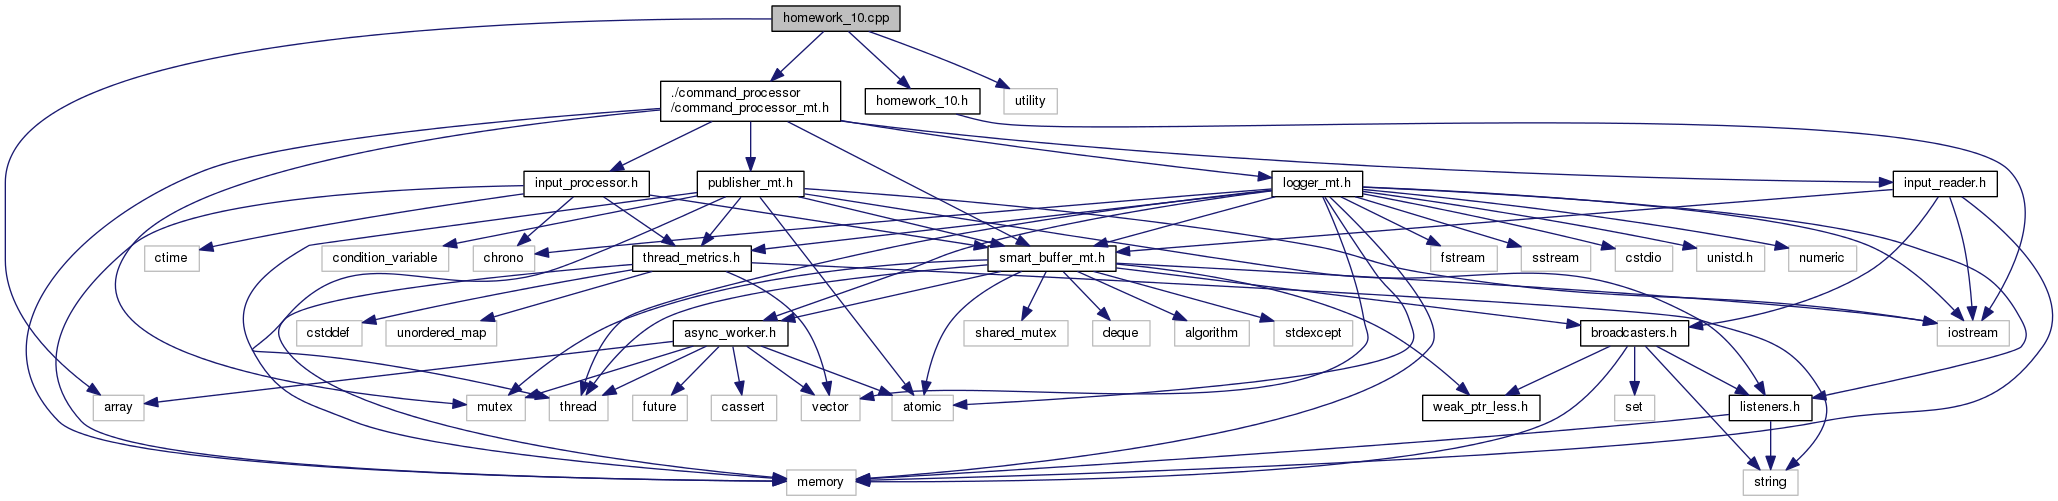 homework_10.cpp
./command_processor
/command_processor_mt.h
homework_10.h
utility
input_processor.h
publisher_mt.h
logger_mt.h
input_reader.h
ctime
condition_variable
chrono
thread_metrics.h
smart_buffer_mt.h
fstream
sstream
cstdio
unistd.h
numeric
cstddef
unordered_map
async_worker.h
shared_mutex
deque
algorithm
stdexcept
broadcasters.h
iostream
array
mutex
thread
future
cassert
vector
atomic
weak_ptr_less.h
set
listeners.h
memory
string